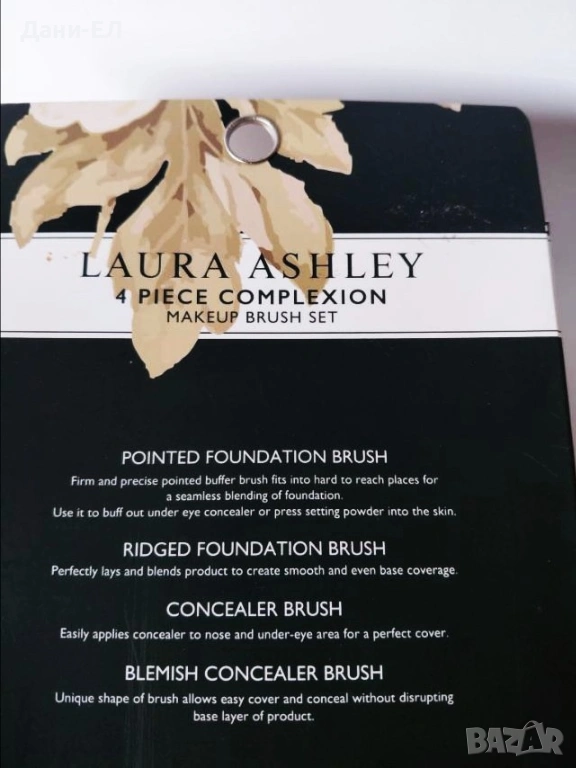 Дани-ЕЛ
LAURA ASHLEY
4 PIECE COMPLEXION
MAKEUP BRUSH SET
POINTED FOUNDATION BRUSH
Firm and precise pointed buffer brush fits into hard to reach places for
a seamless blending of foundation.
Use it to buff out under eye concealer or press setting powder into the skin.
RIDGED FOUNDATION BRUSH
Perfectly lays and blends product to create smooth and even base coverage.
CONCEALER BRUSH
Easily applies concealer to nose and under-eye area for a perfect cover.
BLEMISH CONCEALER BRUSH
Unique shape of brush allows easy cover and conceal without disrupting
base layer of product.
BAZAR